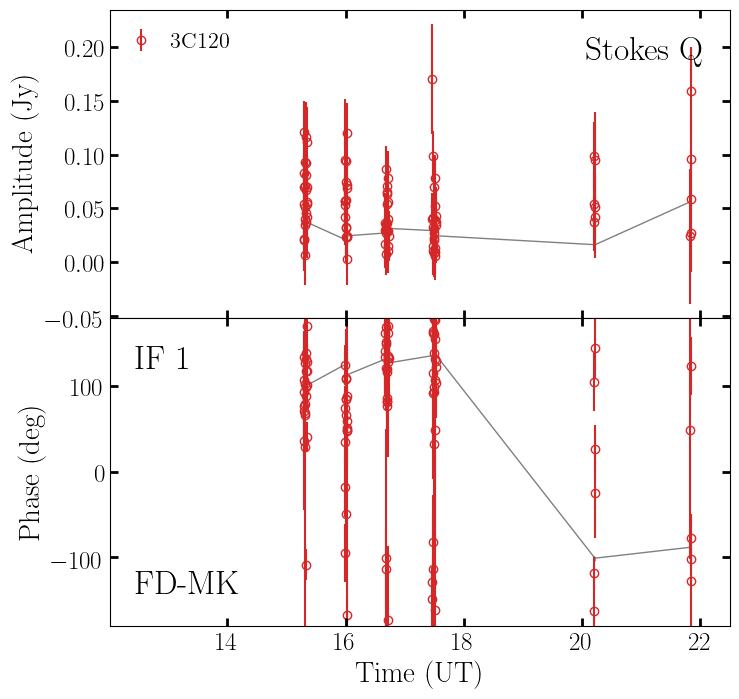 3C120
Stokes Q
Amplitude (Jy)
0.20
0.15
0.10
0.05
0.00
−0.05
IF 1
Phase (deg)
100
0
−100
FD-MK
14 16 18 20 22
Time (UT)